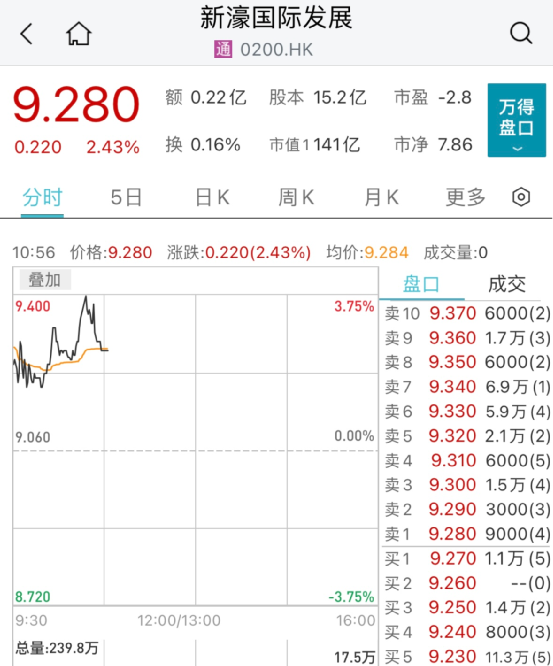 新濠国际发展
通 0200.HK
9.280 额 0.22亿 股本 15.2亿 市盈 -2.8 万得
盘口
0.220 2.43% 换 0.16% 市值1 141亿 市净 7.86
分时 5日 日K 周K 月K 更多
10:56 价格:9.280 涨跌:0.220(2.43%) 均价:9.284 成交量:0
叠加 盘口 成交
9.400 3.75%
9.060 0.00%
8.720 -3.75%
9:30 12:00/13:00 16:00
总量:239.8万
17.5万
卖10 9.370 6000(2)
卖9 9.360 1.7万(3)
卖8 9.350 6000(2)
卖7 9.340 6.9万(1)
卖6 9.330 5.9万(4)
卖5 9.320 2.1万(2)
卖4 9.310 6000(5)
卖3 9.300 1.5万(4)
卖2 9.290 3000(3)
卖1 9.280 9000(4)
买1 9.270 1.1万(5)
买2 9.260 --(0)
买3 9.250 1.4万(2)
买4 9.240 8000(3)
买5 9.230 11.3万(5)